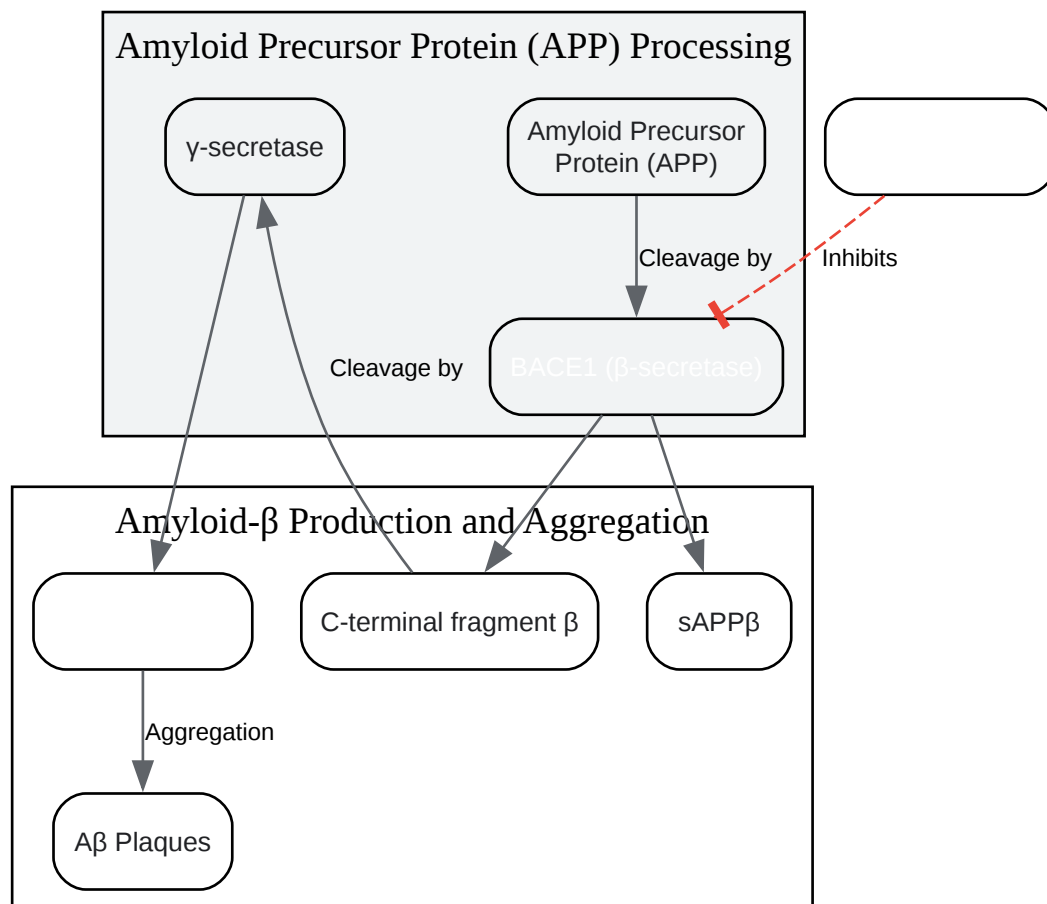 Amyloid Precursor Protein (APP) Processing
γ-secretase
Amyloid Precursor
Protein (APP)
Cleavage by
Inhibits
Cleavage by
BACE1 (β-secretase)
Amyloid-β Production and Aggregation
C-terminal fragment β
sAPPβ
Aggregation
Aβ Plaques